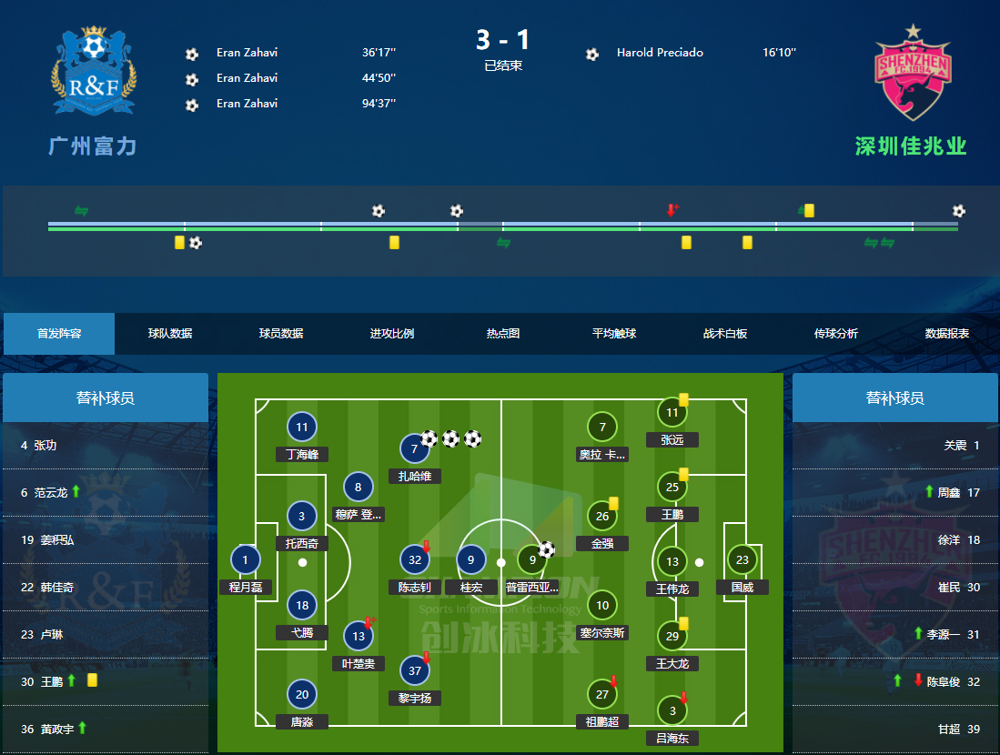 3 - 1
已结束
Eran Zahavi 36'17''
Eran Zahavi 44'50''
Eran Zahavi 94'37''
Harold Preciado 16'10''
R&F
广州富力
SHENZHEN
F.C.1994
深圳佳兆业
首发阵容 球队数据 球员数据 进攻比例 热点图 平均触球 战术白板 传球分析 数据报表
替补球员
4 张功
6 范云龙
19 姜积弘
22 韩佳奇
23 卢琳
30 王鹏
36 黄政宇
11
丁海峰
7
扎哈维
8
穆萨 登...
3
托西奇
1
程月磊
32
陈志钊
9
桂宏
18
弋腾
13
叶楚贵
37
黎宇扬
20
唐淼
7
奥拉 卡...
11
张远
25
王鹏
26
金强
9
普雷西亚...
13
王伟龙
23
国威
10
塞尔奈斯
29
王大龙
27
祖鹏超
3
吕海东
Sports Information Technology
创冰科技
替补球员
关震 1
周鑫 17
徐洋 18
崔民 30
李源一 31
陈阜俊 32
甘超 39